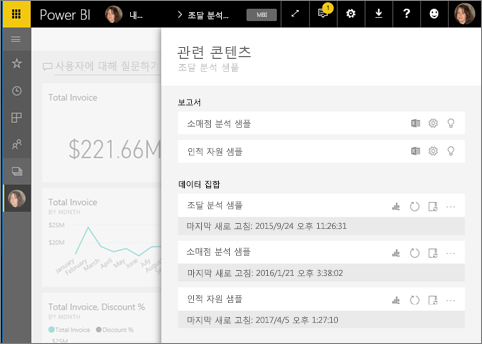 Power BI
내...
> 조달 분석...
MBI
1
?
관련 콘텐츠
조달 분석 샘플
사용자에 대해 질문하기
Total Invoice
$221.66M
Total Invoice
BY MONTH
$25M
$20M
January
February
March
April
May
June
July
August
Total Invoice, Discount %
BY MONTH
Total Invoice
Discount %
$25M
보고서
소매점 분석 샘플
인적 자원 샘플
데이터 집합
조달 분석 샘플
마지막 새로 고침: 2015/9/24 오후 11:26:31
소매점 분석 샘플
마지막 새로 고침: 2016/1/21 오후 3:38:02
인적 자원 샘플
마지막 새로 고침: 2017/4/5 오후 1:27:10